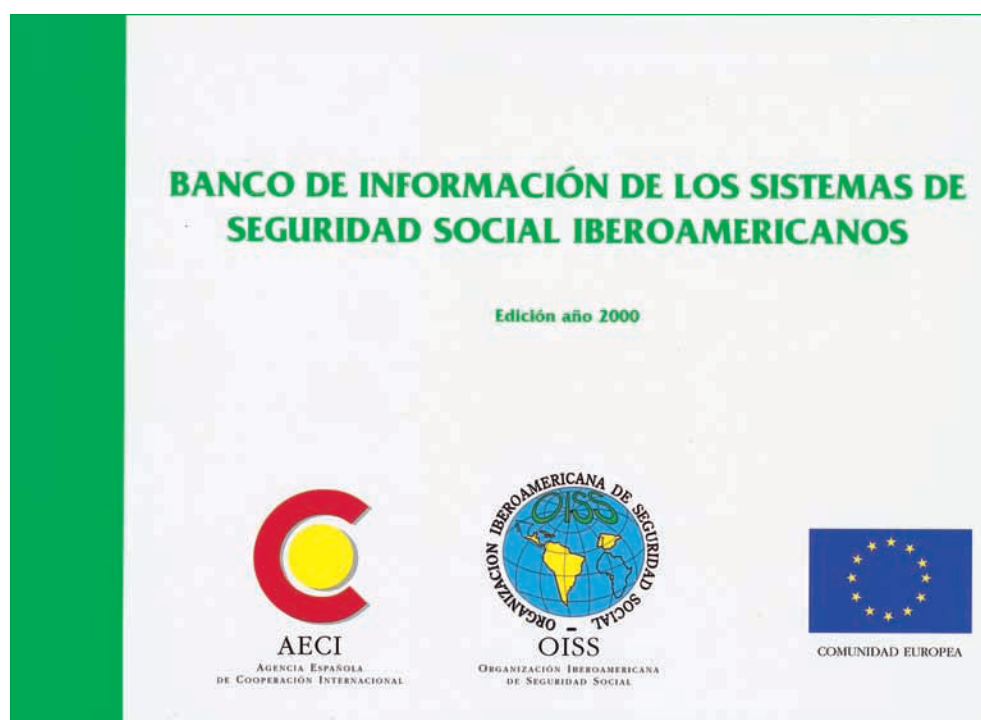 BANCO DE INFORMACIÓN DE LOS SISTEMAS DE
SEGURIDAD SOCIAL IBEROAMERICANOS
Edición año 2000
ORGANIZACION IBEROAMERICANA DE SEGURIDAD SOCIAL
OISS
AECI
AGENCIA ESPAÑOLA
DE COOPERACIÓN INTERNACIONAL
OISS
ORGANIZACIÓN IBEROAMERICANA
DE SEGURIDAD SOCIAL
COMUNIDAD EUROPEA